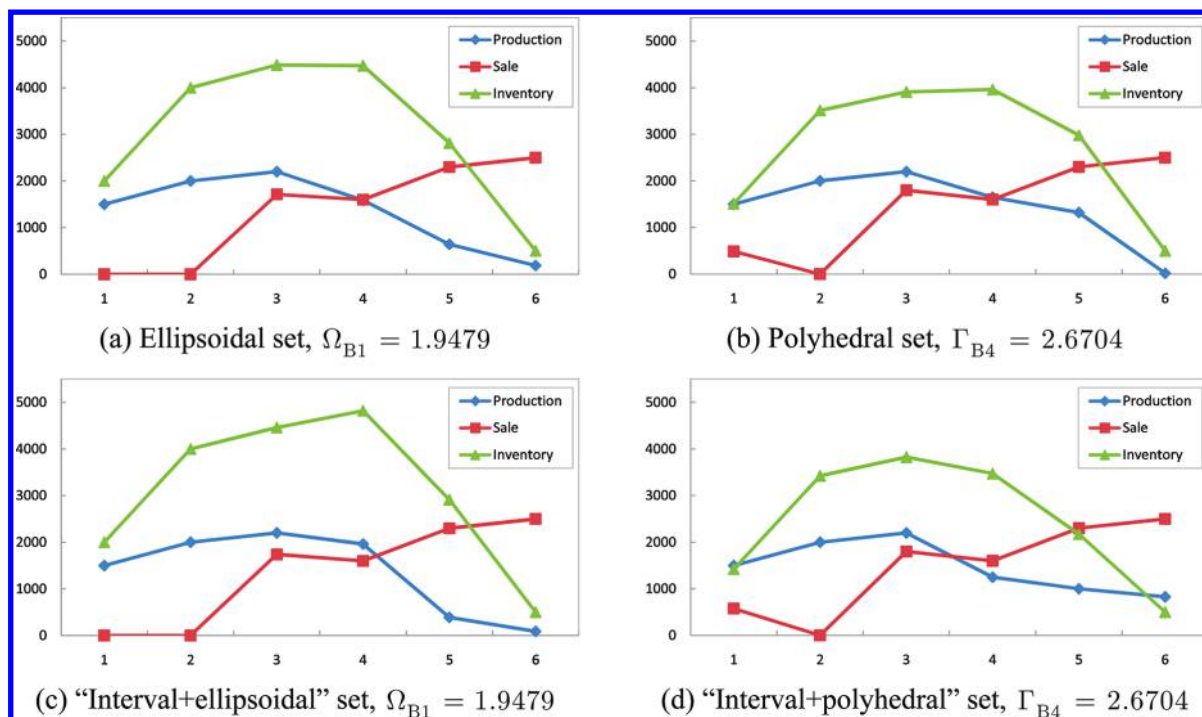 5000
4000
3000
2000
1000
0
1 2 3 4 5 6
Production
Sale
Inventory
(a) Ellipsoidal set, Ω_B1 = 1.9479
5000
4000
3000
2000
1000
0
1 2 3 4 5 6
Production
Sale
Inventory
(b) Polyhedral set, Γ_B4 = 2.6704
5000
4000
3000
2000
1000
0
1 2 3 4 5 6
Production
Sale
Inventory
(c) “Interval+ellipsoidal” set, Ω_B1 = 1.9479
5000
4000
3000
2000
1000
0
1 2 3 4 5 6
Production
Sale
Inventory
(d) “Interval+polyhedral” set, Γ_B4 = 2.6704